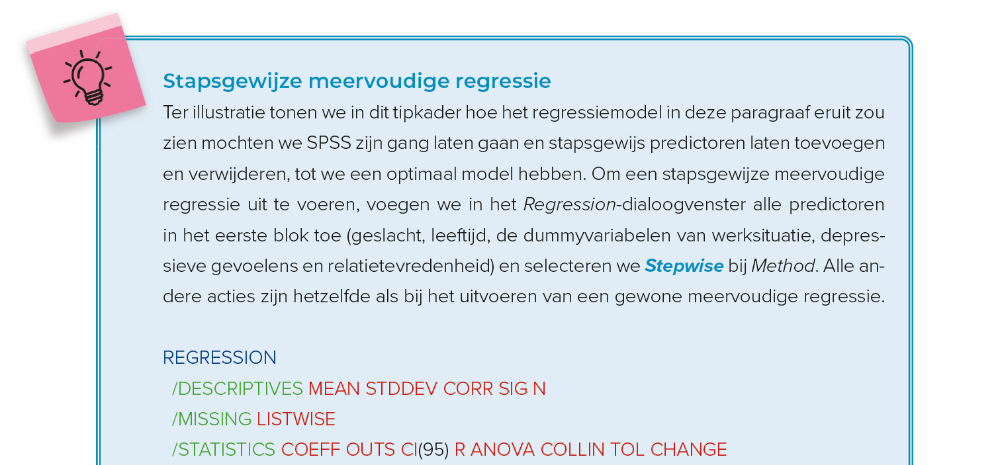 Stapsgewijze meervoudige regressie
Ter illustratie tonen we in dit tipkader hoe het regressiemodel in deze paragraaf eruit zou
zien mochten we SPSS zijn gang laten gaan en stapsgewijs predictoren laten toevoegen
en verwijderen, tot we een optimaal model hebben. Om een stapsgewijze meervoudige
regressie uit te voeren, voegen we in het Regression-dialoogvenster alle predictoren
in het eerste blok toe (geslacht, leeftijd, de dummyvariabelen van werksituatie, depres-
sieve gevoelens en relatietevredenheid) en selecteren we Stepwise bij Method. Alle an-
dere acties zijn hetzelfde als bij het uitvoeren van een gewone meervoudige regressie.
REGRESSION
/DESCRIPTIVES MEAN STDDEV CORR SIG N
/MISSING LISTWISE
/STATISTICS COEFF OUTS CI(95) R ANOVA COLLIN TOL CHANGE